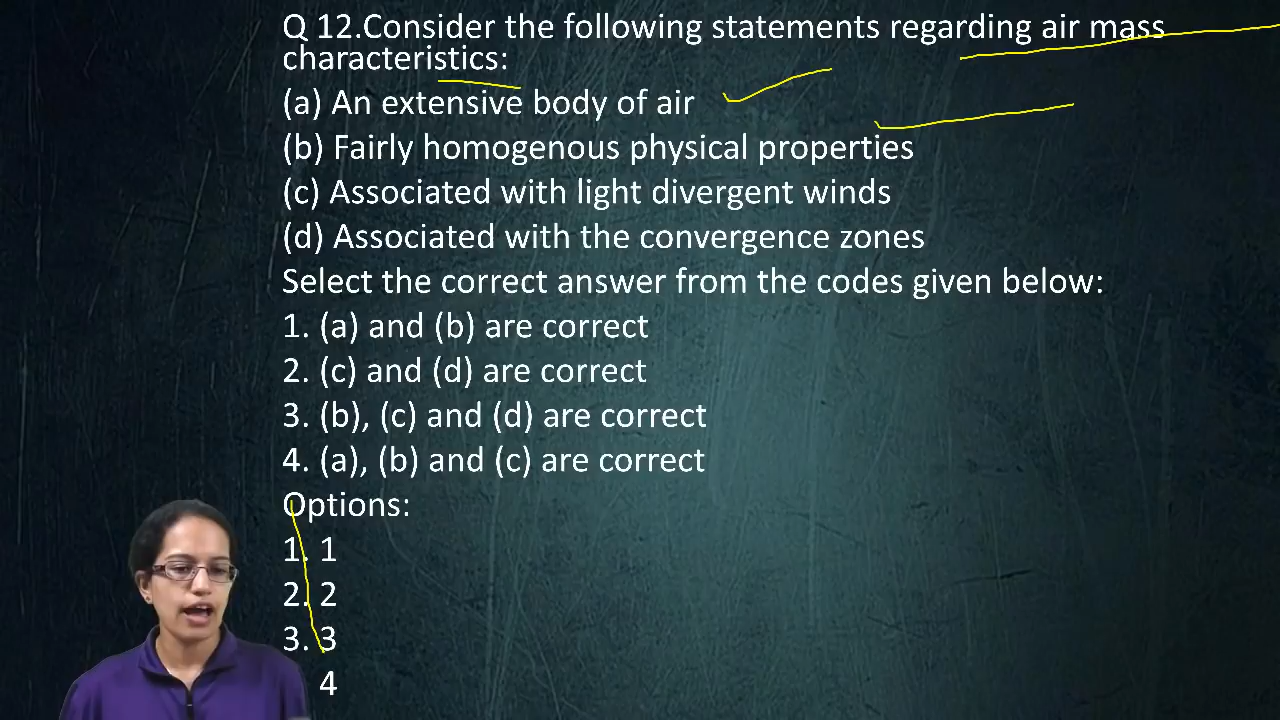 Q 12.Consider the following statements regarding air mass
characteristics:
(a) An extensive body of air
(b) Fairly homogenous physical properties
(c) Associated with light divergent winds
(d) Associated with the convergence zones
Select the correct answer from the codes given below:
1. (a) and (b) are correct
2. (c) and (d) are correct
3. (b), (c) and (d) are correct
4. (a), (b) and (c) are correct
Options:
1. 1
2. 2
3. 3
4